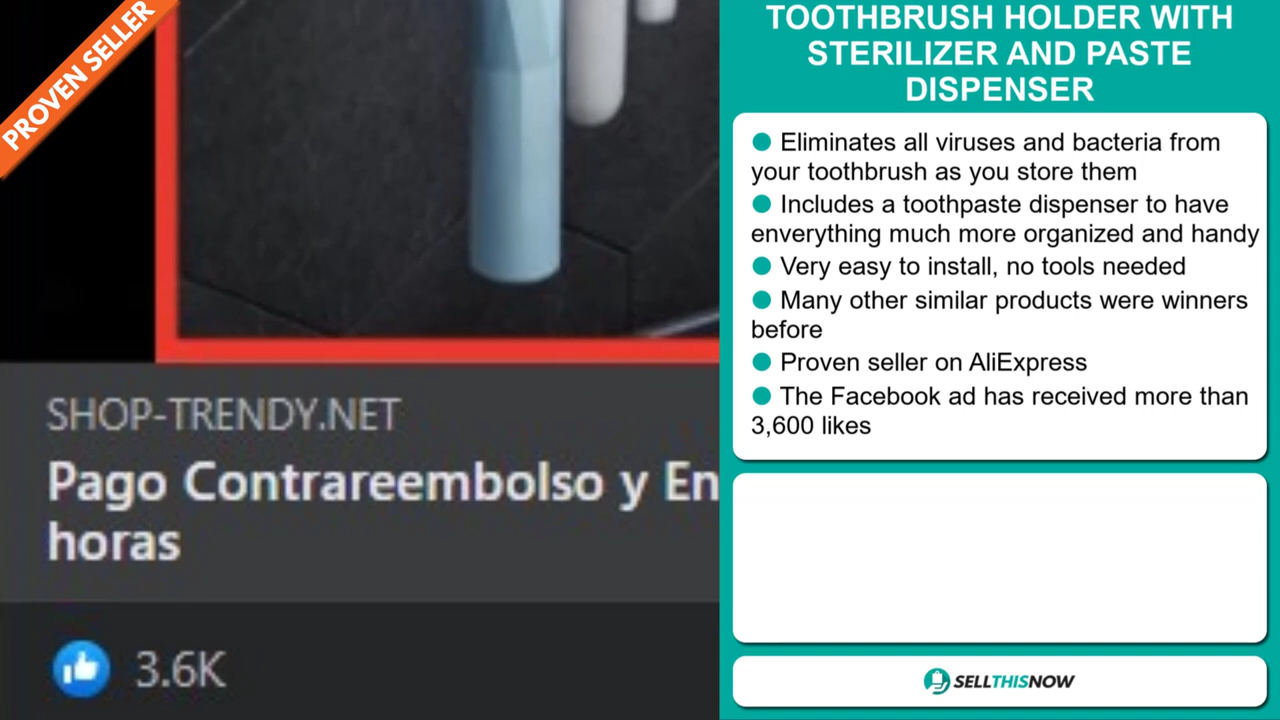 PROVEN SELLER
SHOP-TRENDY.NET
Pago Contrareembolso y En
horas
3.6K
TOOTHBRUSH HOLDER WITH
STERILIZER AND PASTE
DISPENSER
● Eliminates all viruses and bacteria from
your toothbrush as you store them
● Includes a toothpaste dispenser to have
enverything much more organized and handy
● Very easy to install, no tools needed
● Many other similar products were winners
before
● Proven seller on AliExpress
● The Facebook ad has received more than
3,600 likes
SELLTHISNOW